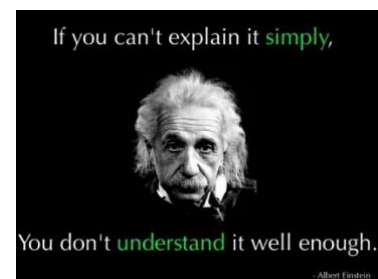 If you can't explain it simply,
You don't understand it well enough.
- Albert Einstein